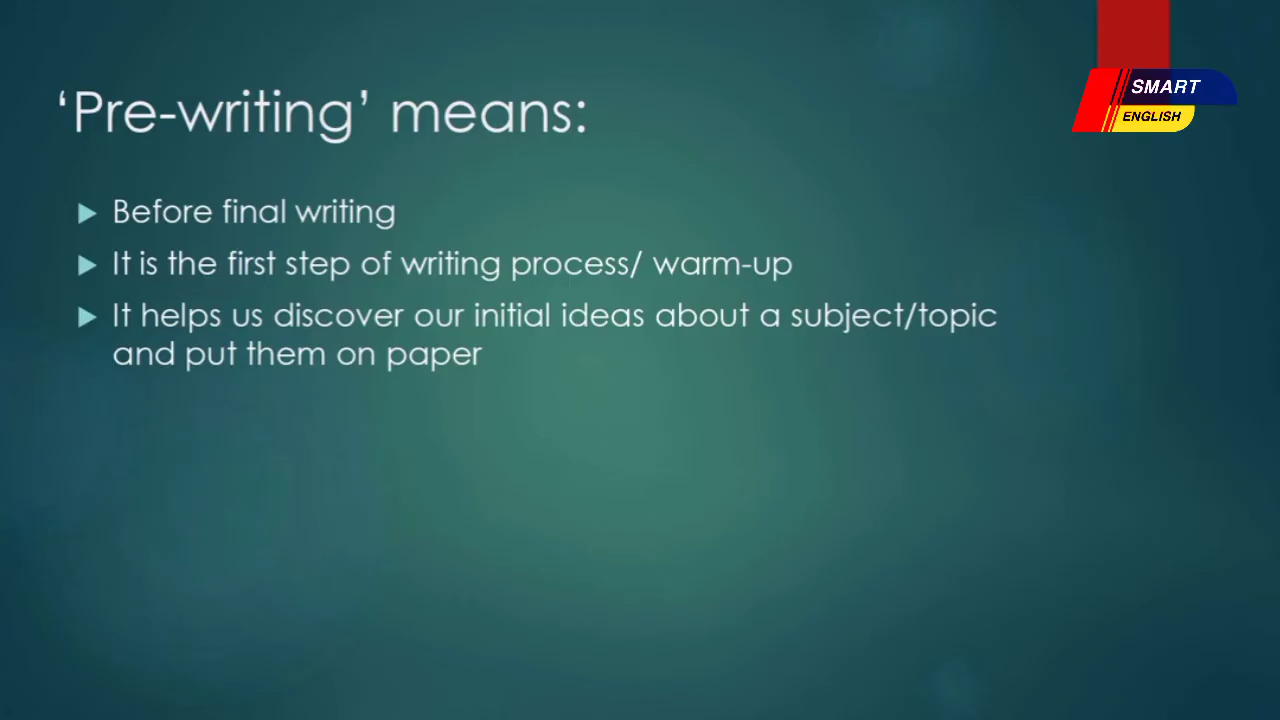 SMART
ENGLISH
‘Pre-writing’ means:
Before final writing
It is the first step of writing process/ warm-up
It helps us discover our initial ideas about a subject/topic
and put them on paper